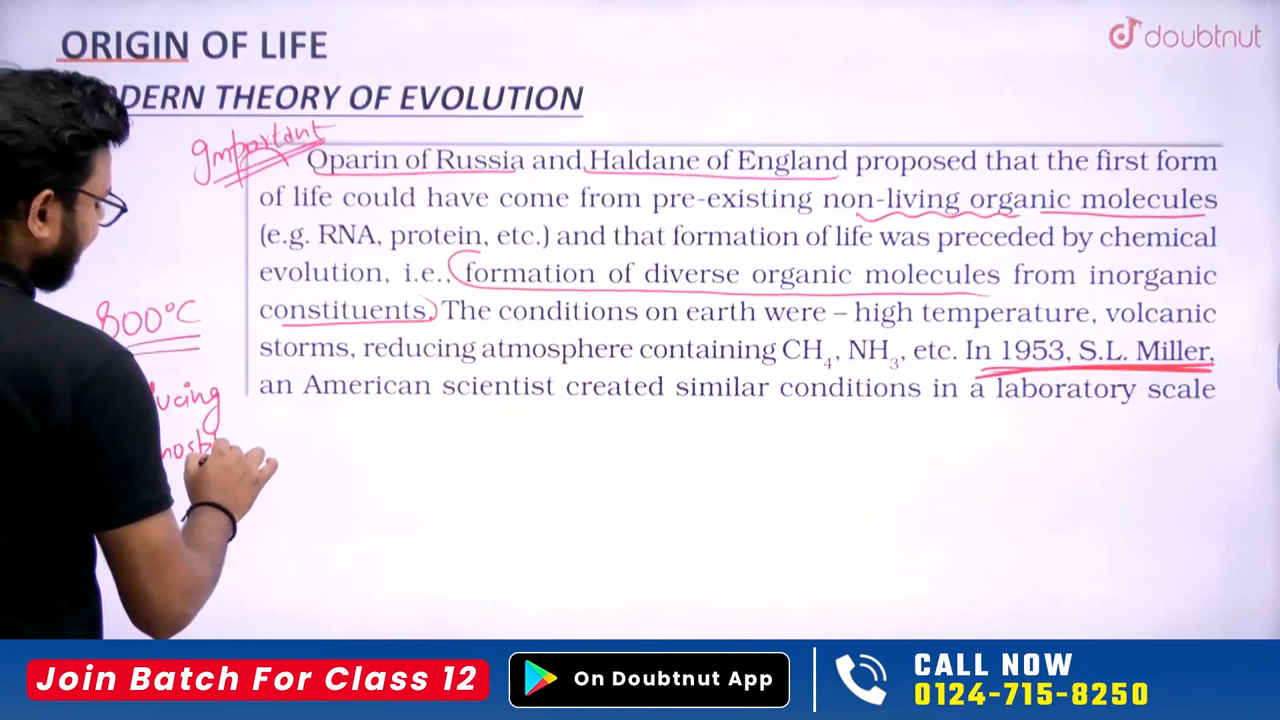 ORIGIN OF LIFE
doubtnut
DERN THEORY OF EVOLUTION
Important
Oparin of Russia and Haldane of England proposed that the first form
of life could have come from pre-existing non-living organic molecules
(e.g. RNA, protein, etc.) and that formation of life was preceded by chemical
evolution, i.e., formation of diverse organic molecules from inorganic
constituents. The conditions on earth were – high temperature, volcanic
storms, reducing atmosphere containing CH₄, NH₃, etc. In 1953, S.L. Miller,
an American scientist created similar conditions in a laboratory scale
800°C
ucing
Join Batch For Class 12
On Doubtnut App
CALL NOW
0124-715-8250